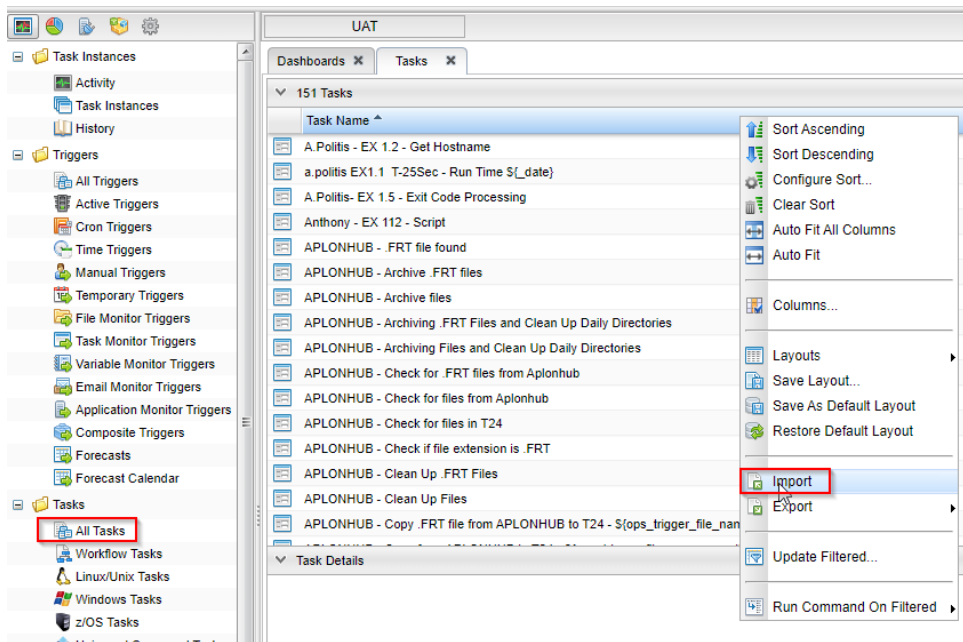 UAT
Task Instances
Activity
Task Instances
History
Triggers
All Triggers
Active Triggers
Cron Triggers
Time Triggers
Manual Triggers
Temporary Triggers
File Monitor Triggers
Task Monitor Triggers
Variable Monitor Triggers
Email Monitor Triggers
Application Monitor Triggers
Composite Triggers
Forecasts
Forecast Calendar
Tasks
All Tasks
Workflow Tasks
Linux/Unix Tasks
Windows Tasks
z/OS Tasks
Dashboards
Tasks
151 Tasks
Task Name
A.Politis - EX 1.2 - Get Hostname
a.politis EX1.1 T-25Sec - Run Time ${_date}
A.Politis- EX 1.5 - Exit Code Processing
Anthony - EX 112 - Script
APLONHUB - .FRT file found
APLONHUB - Archive .FRT files
APLONHUB - Archive files
APLONHUB - Archiving .FRT Files and Clean Up Daily Directories
APLONHUB - Archiving Files and Clean Up Daily Directories
APLONHUB - Check for .FRT files from Aplonhub
APLONHUB - Check for files from Aplonhub
APLONHUB - Check for files in T24
APLONHUB - Check if file extension is .FRT
APLONHUB - Clean Up .FRT Files
APLONHUB - Clean Up Files
APLONHUB - Copy .FRT file from APLONHUB to T24 - ${ops_trigger_file_nam
Task Details
Sort Ascending
Sort Descending
Configure Sort...
Clear Sort
Auto Fit All Columns
Auto Fit
Columns...
Layouts
Save Layout...
Save As Default Layout
Restore Default Layout
Import
Export
Update Filtered...
Run Command On Filtered